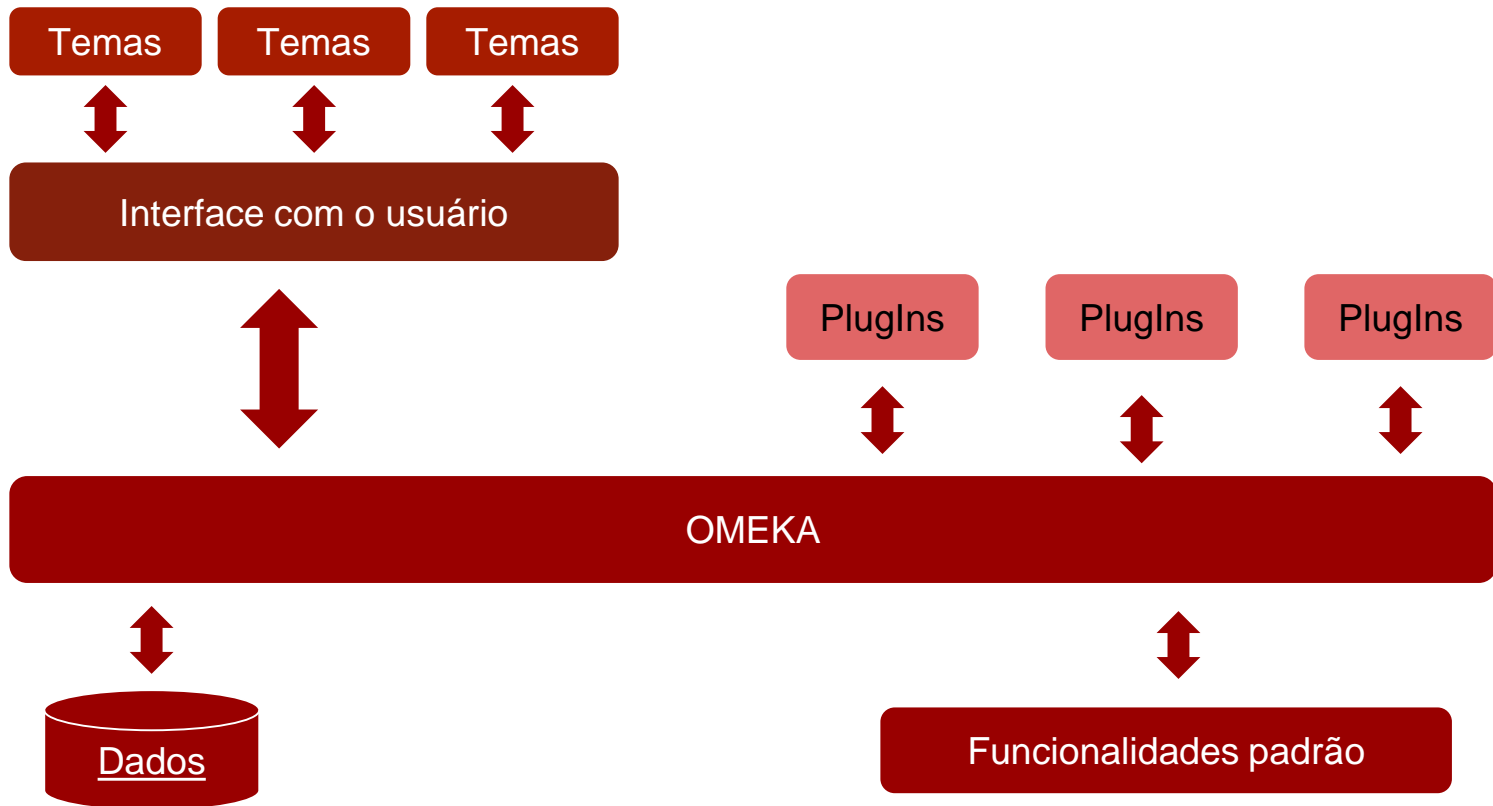 Temas
Temas
Temas
Interface com o usuário
PlugIns
PlugIns
PlugIns
OMEKA
Dados
Funcionalidades padrão